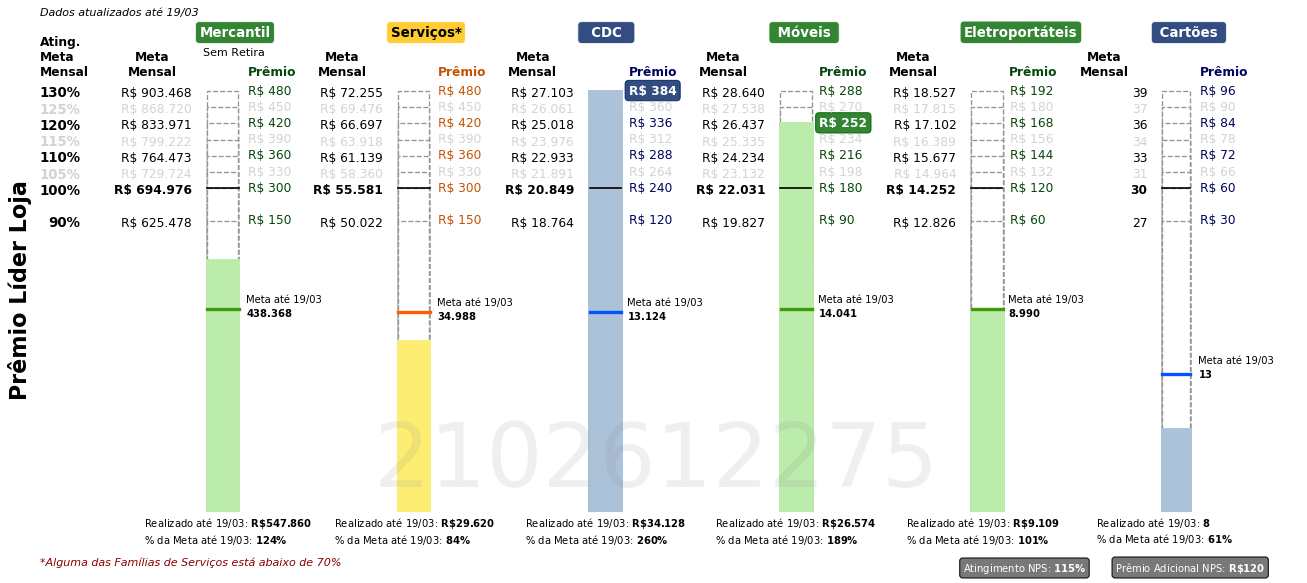 Dados atualizados até 19/03
Mercantil Serviços* CDC Móveis Eletroportáteis Cartões
Sem Retira
Ating. Meta Mensal
Meta Mensal Prêmio Meta Mensal Prêmio Meta Mensal Prêmio Meta Mensal Prêmio Meta Mensal Prêmio Meta Mensal Prêmio
130% R$ 903.468 R$ 480 R$ 72.255 R$ 480 R$ 27.103 R$ 384 R$ 28.640 R$ 288 R$ 18.527 R$ 192 39 R$ 96
125% R$ 868.720 R$ 450 R$ 69.476 R$ 450 R$ 26.061 R$ 360 R$ 27.538 R$ 270 R$ 17.815 R$ 180 37 R$ 90
120% R$ 833.971 R$ 420 R$ 66.697 R$ 420 R$ 25.018 R$ 336 R$ 26.437 R$ 252 R$ 17.102 R$ 168 36 R$ 84
115% R$ 799.222 R$ 390 R$ 63.918 R$ 390 R$ 23.976 R$ 312 R$ 25.335 R$ 234 R$ 16.389 R$ 156 34 R$ 78
110% R$ 764.473 R$ 360 R$ 61.139 R$ 360 R$ 22.933 R$ 288 R$ 24.234 R$ 216 R$ 15.677 R$ 144 33 R$ 72
105% R$ 729.724 R$ 330 R$ 58.360 R$ 330 R$ 21.891 R$ 264 R$ 23.132 R$ 198 R$ 14.964 R$ 132 31 R$ 66
100% R$ 694.976 R$ 300 R$ 55.581 R$ 300 R$ 20.849 R$ 240 R$ 22.031 R$ 180 R$ 14.252 R$ 120 30 R$ 60
90% R$ 625.478 R$ 150 R$ 50.022 R$ 150 R$ 18.764 R$ 120 R$ 19.827 R$ 90 R$ 12.826 R$ 60 27 R$ 30
Prêmio Líder Loja
Meta até 19/03
438.368
Meta até 19/03
34.988
Meta até 19/03
13.124
Meta até 19/03
14.041
Meta até 19/03
8.990
Meta até 19/03
13
2102612275
Realizado até 19/03: R$547.860
% da Meta até 19/03: 124%
Realizado até 19/03: R$29.620
% da Meta até 19/03: 84%
Realizado até 19/03: R$34.128
% da Meta até 19/03: 260%
Realizado até 19/03: R$26.574
% da Meta até 19/03: 189%
Realizado até 19/03: R$9.109
% da Meta até 19/03: 101%
Realizado até 19/03: 8
% da Meta até 19/03: 61%
*Alguma das Famílias de Serviços está abaixo de 70%
Atingimento NPS: 115%
Prêmio Adicional NPS: R$120